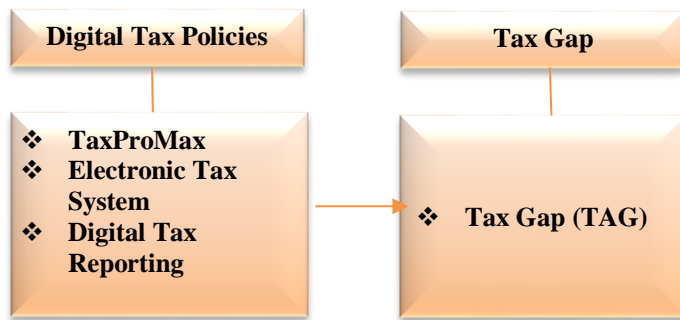 Digital Tax Policies
Tax Gap
❖ TaxProMax
❖ Electronic Tax
System
❖ Digital Tax
Reporting
❖ Tax Gap (TAG)